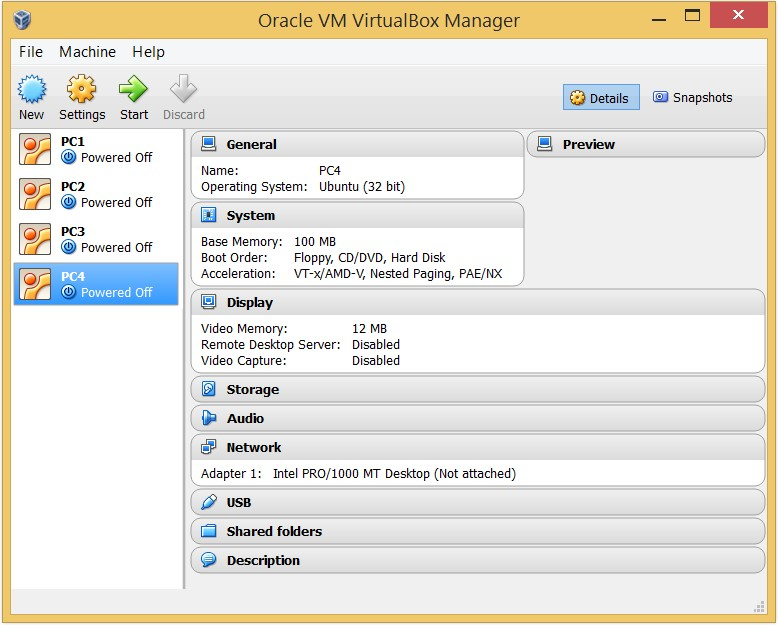 Oracle VM VirtualBox Manager
File Machine Help
New Settings Start Discard
Details Snapshots
PC1
Powered Off
PC2
Powered Off
PC3
Powered Off
PC4
Powered Off
General
Name: PC4
Operating System: Ubuntu (32 bit)
System
Base Memory: 100 MB
Boot Order: Floppy, CD/DVD, Hard Disk
Acceleration: VT-x/AMD-V, Nested Paging, PAE/NX
Preview
Display
Video Memory: 12 MB
Remote Desktop Server: Disabled
Video Capture: Disabled
Storage
Audio
Network
Adapter 1: Intel PRO/1000 MT Desktop (Not attached)
USB
Shared folders
Description